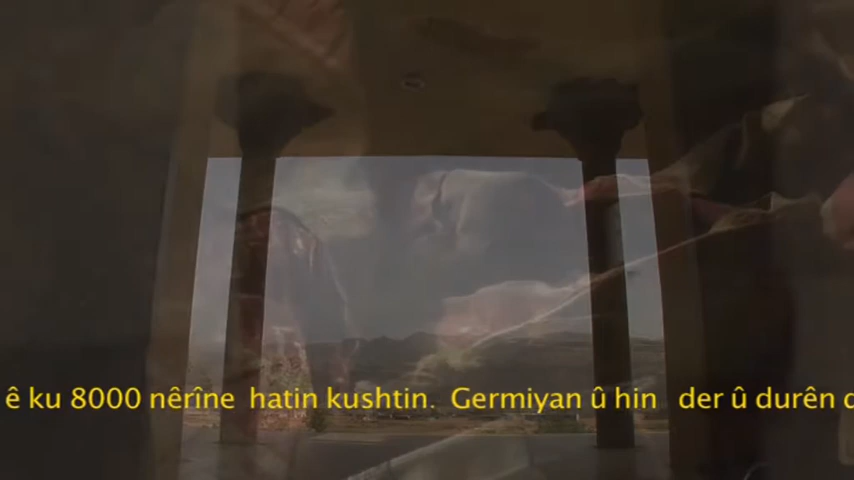 ê ku 8000 nêrîne hatin kushtin. Germiyan û hin der û durên